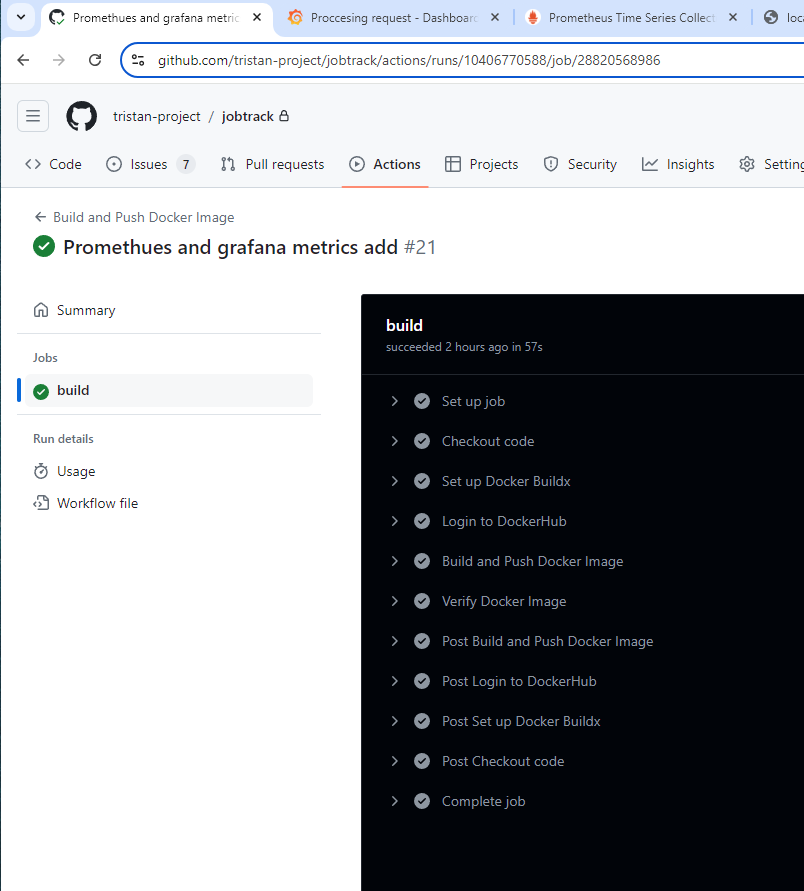 Promethues and grafana metric
Proccesing request - Dashboard
Prometheus Time Series Collect
loca
github.com/tristan-project/jobtrack/actions/runs/10406770588/job/28820568986
tristan-project / jobtrack
Code Issues 7 Pull requests Actions Projects Security Insights Setting
Build and Push Docker Image
Promethues and grafana metrics add #21
Summary
Jobs
build
Run details
Usage
Workflow file
build
succeeded 2 hours ago in 57s
Set up job
Checkout code
Set up Docker Buildx
Login to DockerHub
Build and Push Docker Image
Verify Docker Image
Post Build and Push Docker Image
Post Login to DockerHub
Post Set up Docker Buildx
Post Checkout code
Complete job